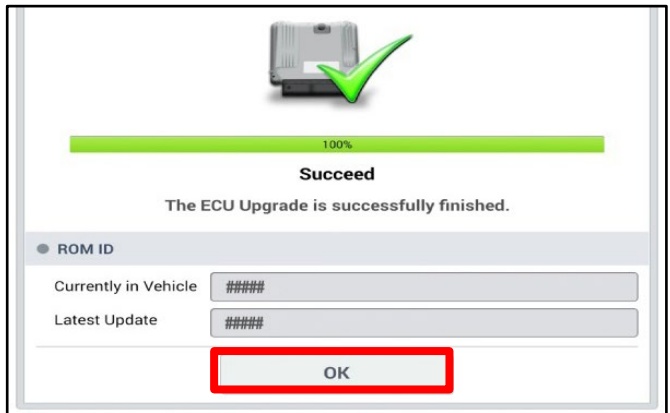 100%
Succeed
The ECU Upgrade is successfully finished.
ROM ID
Currently in Vehicle #####
Latest Update #####
OK